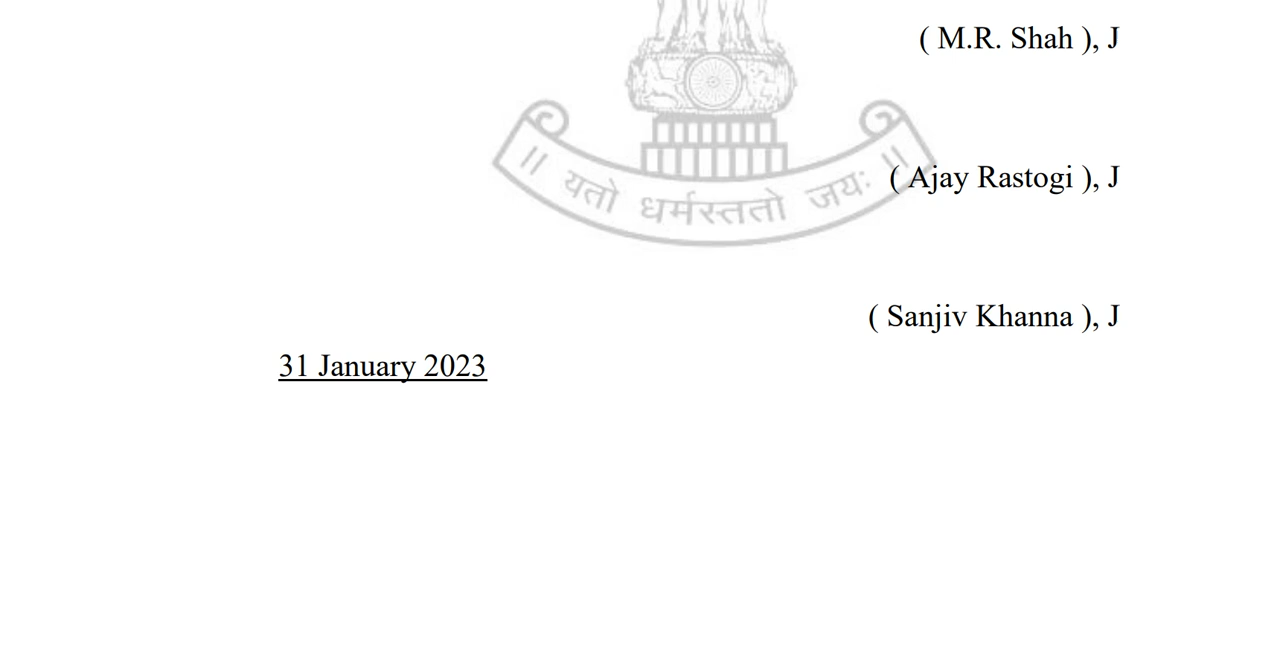 ( M.R. Shah ), J
|| यतो धर्मस्ततो जयः ||
( Ajay Rastogi ), J
( Sanjiv Khanna ), J
31 January 2023